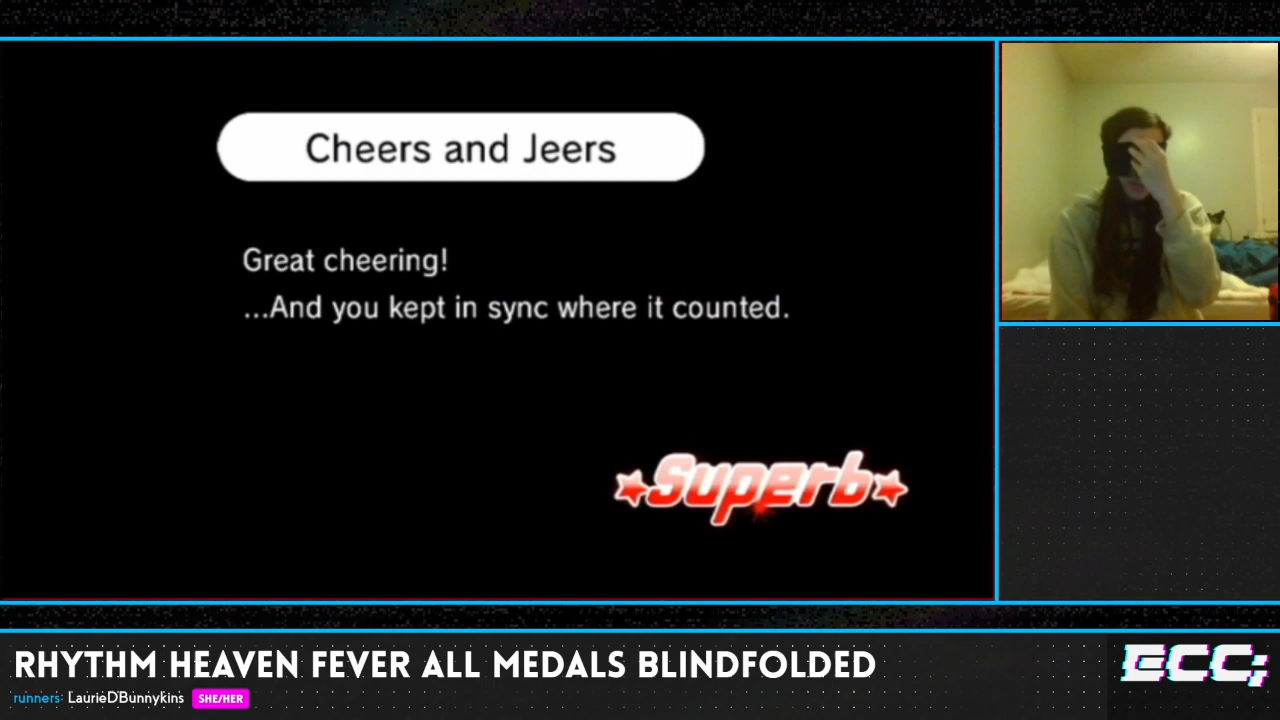 Cheers and Jeers
Great cheering!
...And you kept in sync where it counted.
Superb
RHYTHM HEAVEN FEVER ALL MEDALS BLINDFOLDED
runners: LaurieDBunnykins SHE/HER
ECC;